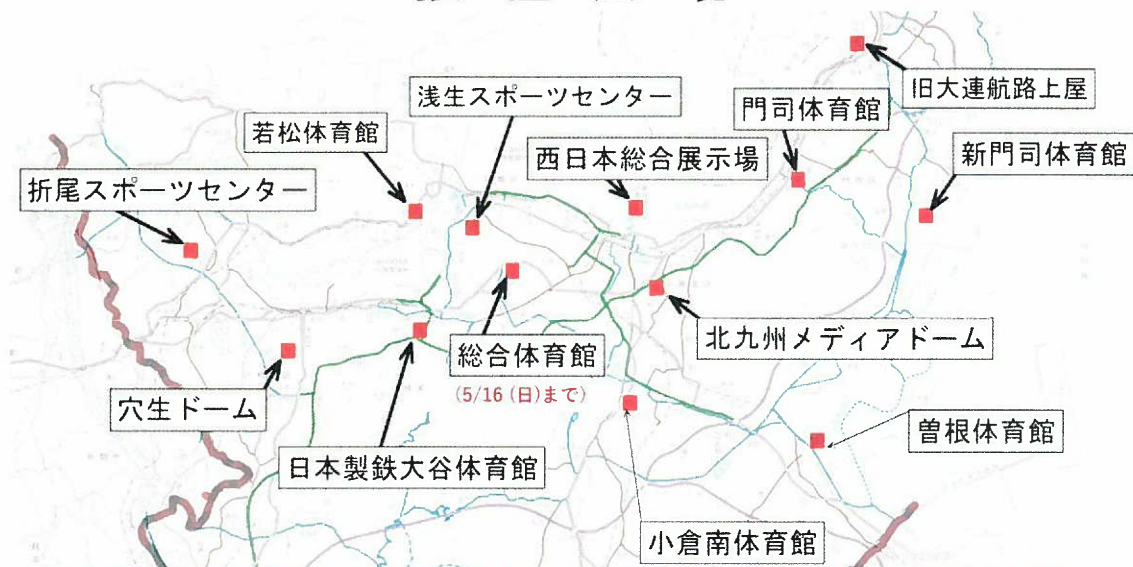 旧大連航路上屋
浅生スポーツセンター
門司体育館
若松体育館
西日本総合展示場
新門司体育館
折尾スポーツセンター
北九州メディアドーム
総合体育館
(5/16 (日)まで)
穴生ドーム
曽根体育館
日本製鉄大谷体育館
小倉南体育館